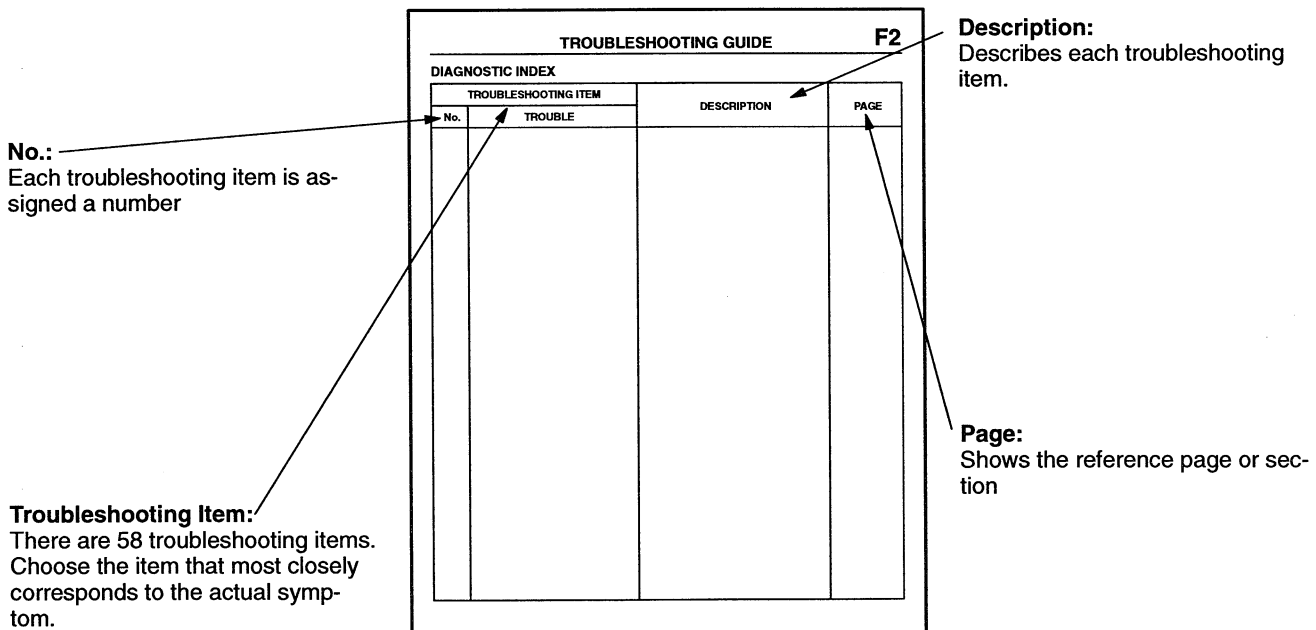 TROUBLESHOOTING GUIDE F2
DIAGNOSTIC INDEX
TROUBLESHOOTING ITEM
DESCRIPTION
PAGE
No.
TROUBLE
Description:
Describes each troubleshooting
item.
No.:
Each troubleshooting item is as-
signed a number
Page:
Shows the reference page or sec-
tion
Troubleshooting Item:
There are 58 troubleshooting items.
Choose the item that most closely
corresponds to the actual symp-
tom.